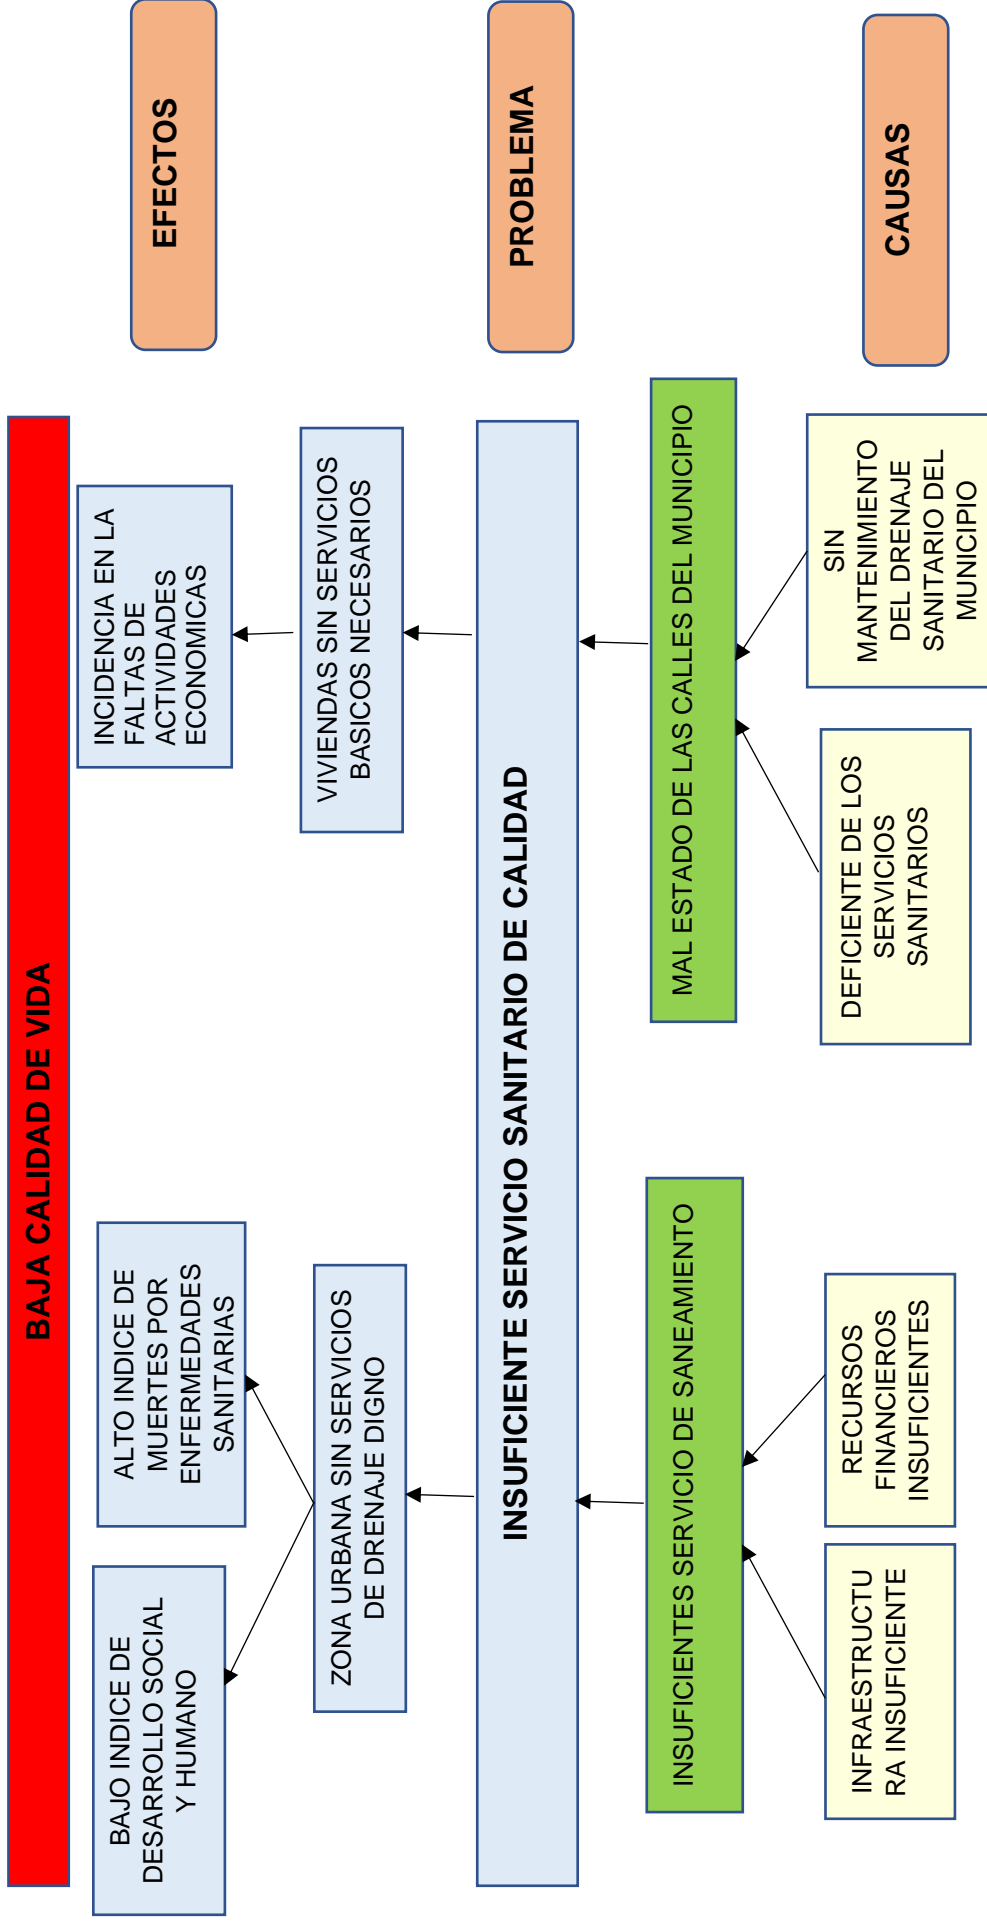 BAJA CALIDAD DE VIDA
BAJO INDICE DE
DESARROLLO SOCIAL
Y HUMANO
ALTO INDICE DE
MUERTES POR
ENFERMEDADES
SANITARIAS
INCIDENCIA EN LA
FALTAS DE
ACTIVIDADES
ECONOMICAS
EFECTOS
ZONA URBANA SIN SERVICIOS
DE DRENAJE DIGNO
VIVIENDAS SIN SERVICIOS
BASICOS NECESARIOS
INSUFICIENTE SERVICIO SANITARIO DE CALIDAD
PROBLEMA
INSUFICIENTES SERVICIO DE SANEAMIENTO
MAL ESTADO DE LAS CALLES DEL MUNICIPIO
INFRAESTRUCTU
RA INSUFICIENTE
RECURSOS
FINANCIEROS
INSUFICIENTES
DEFICIENTE DE LOS
SERVICIOS
SANITARIOS
SIN
MANTENIMIENTO
DEL DRENAJE
SANITARIO DEL
MUNICIPIO
CAUSAS